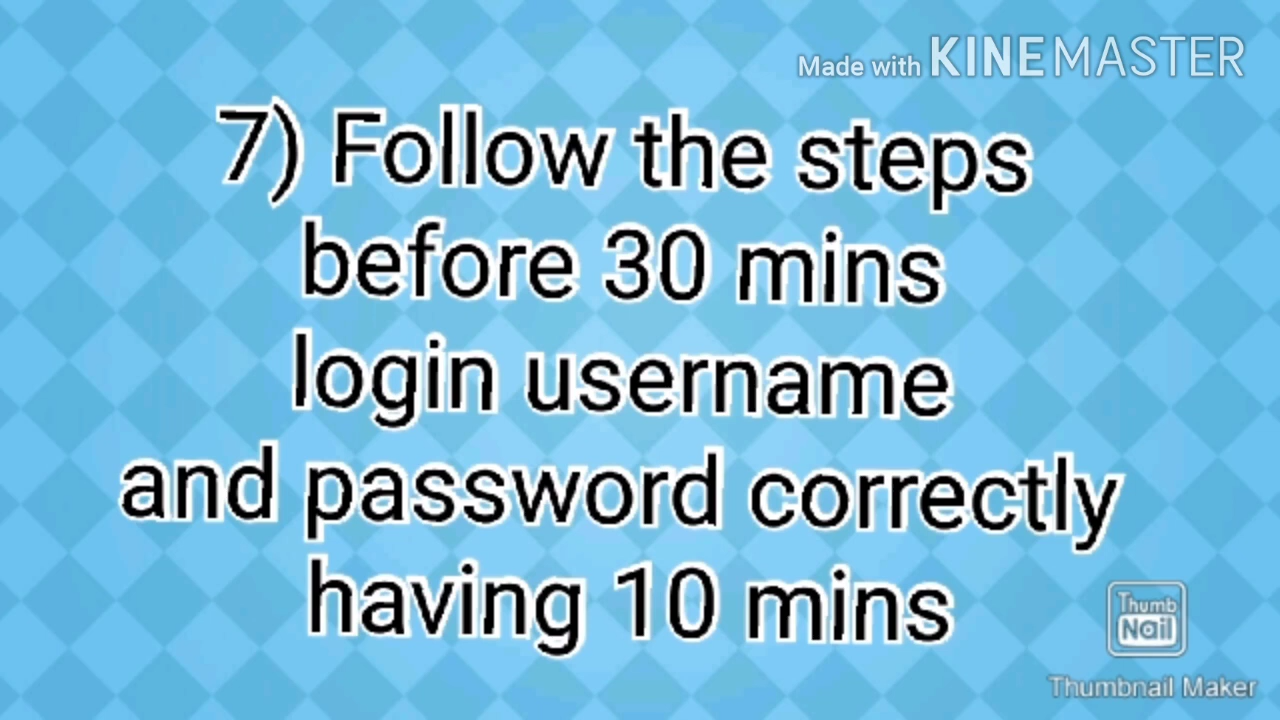 Made with KINEMASTER
7) Follow the steps
before 30 mins
login username
and password correctly
having 10 mins
Thumb
Nail
Thumbnail Maker